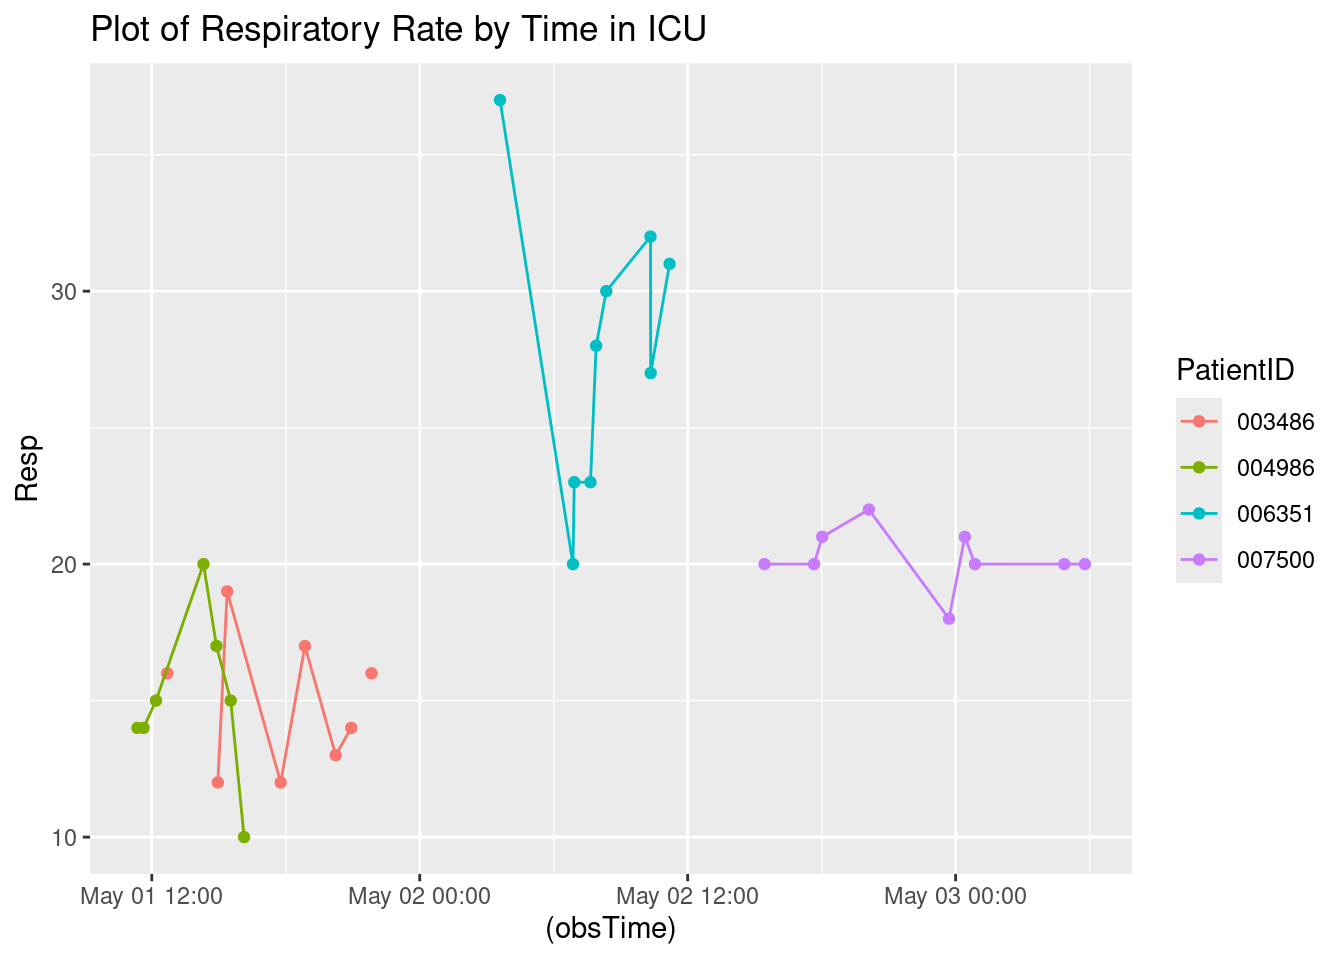 Plot of Respiratory Rate by Time in ICU
Resp
30
20
10
May 01 12:00
May 02 00:00
May 02 12:00
May 03 00:00
(obsTime)
PatientID
003486
004986
006351
007500